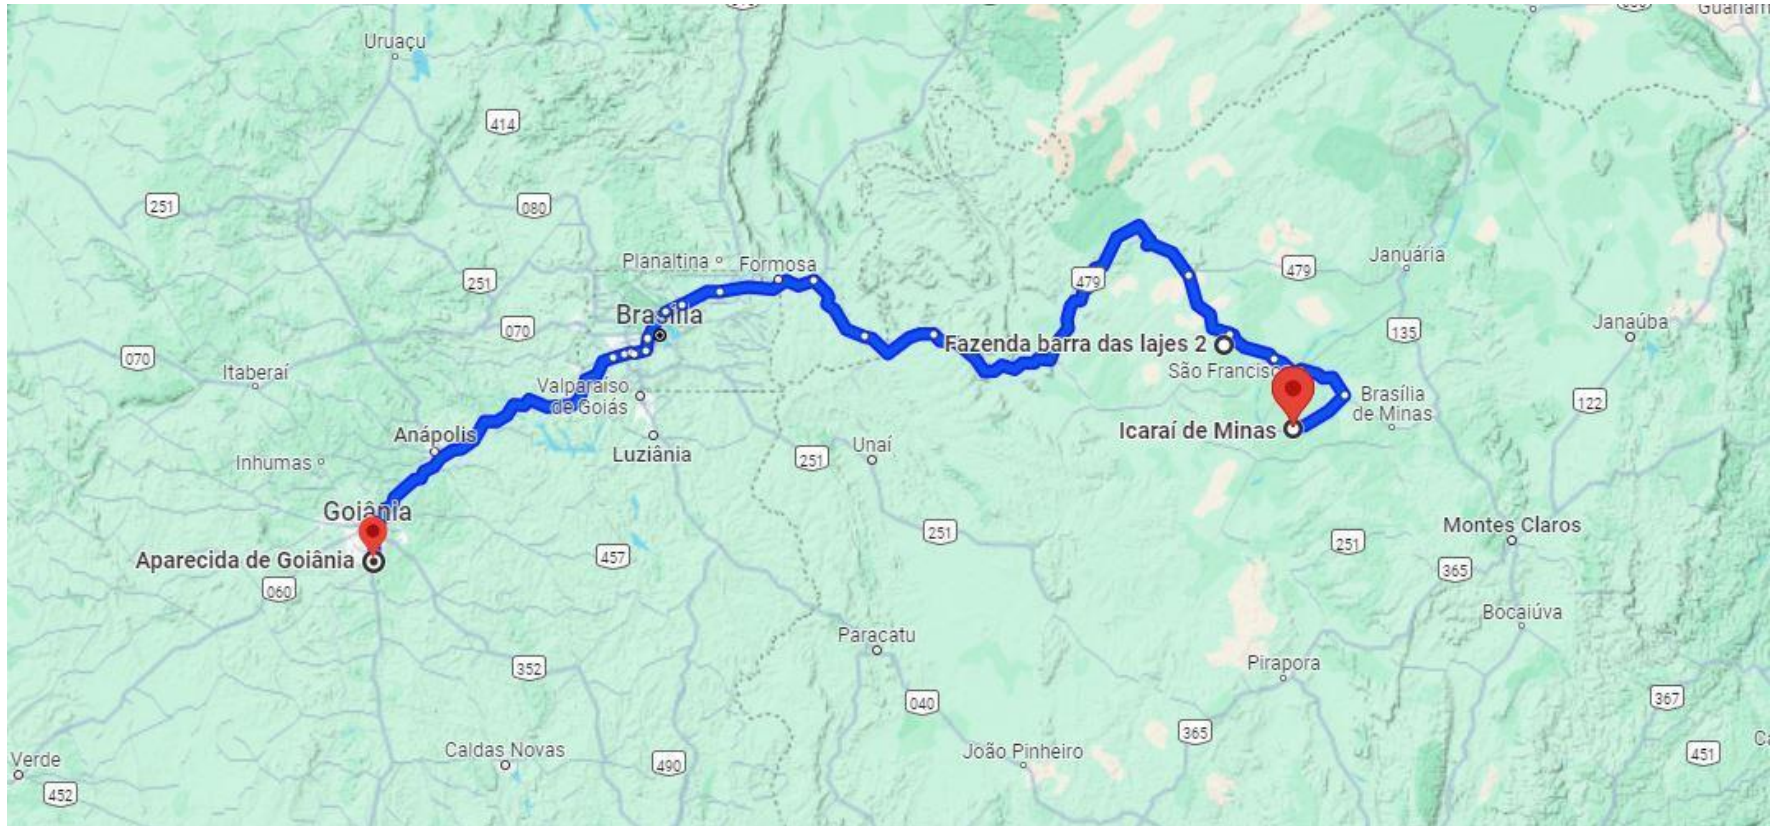 Uruaçu
414
251
080
Planaltina
Formosa
251
479
479
Januária
Brasília
070
070
135
Janaúba
Fazenda barra das lajes 2
Itaberaí
Valparaíso
de Goiás
São Francisc
Brasília
de Minas
122
Anápolis
Icaraí de Minas
Inhumas
Luziânia
251
Unaí
Goiânia
251
251
Montes Claros
Aparecida de Goiânia
457
365
060
Bocaiúva
Paracatu
352
Pirapora
040
367
365
Verde
Caldas Novas
490
João Pinheiro
451
452